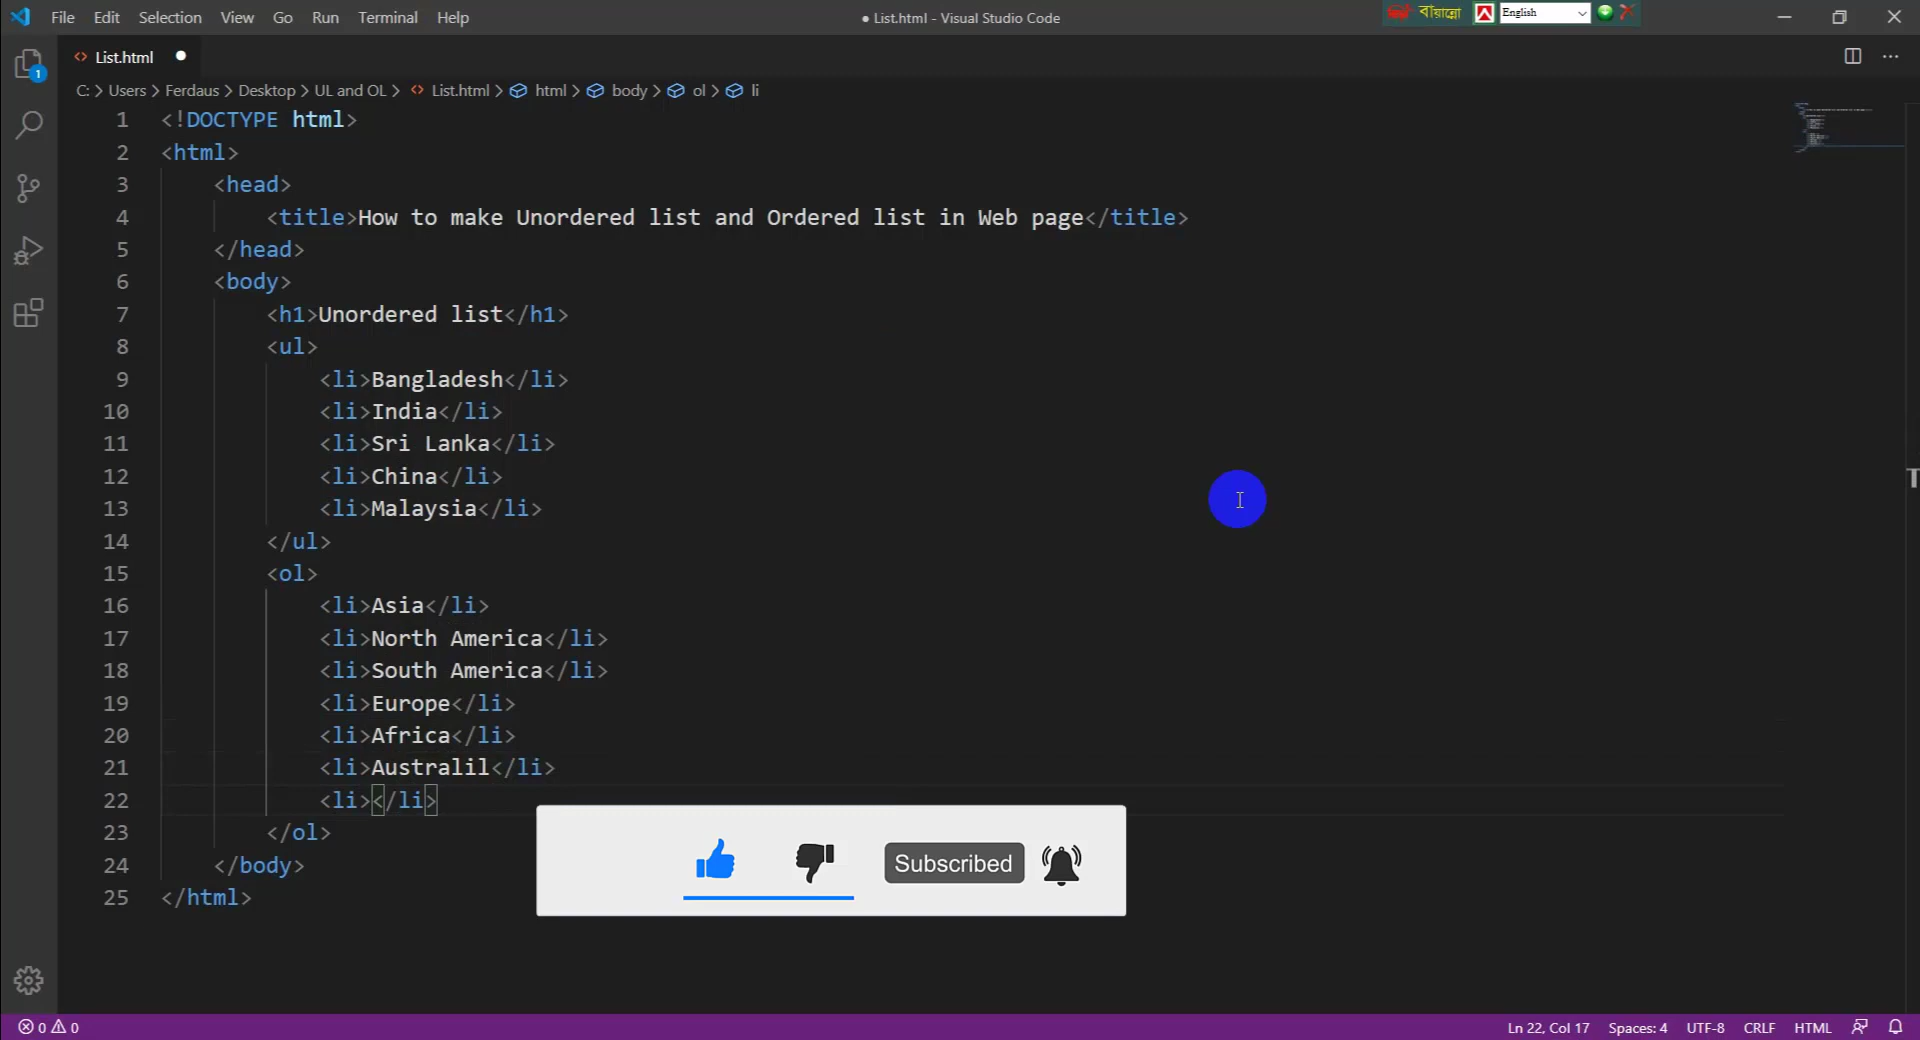 File Edit Selection View Go Run Terminal Help
● List.html - Visual Studio Code
বাঁয়ান্নো English
1
<> List.html ●
C: > Users > Ferdaus > Desktop > UL and OL > <> List.html > html > body > ol > li
1 <!DOCTYPE html>
2 <html>
3 <head>
4 <title>How to make Unordered list and Ordered list in Web page</title>
5 </head>
6 <body>
7 <h1>Unordered list</h1>
8 <ul>
9 <li>Bangladesh</li>
10 <li>India</li>
11 <li>Sri Lanka</li>
12 <li>China</li>
13 <li>Malaysia</li>
14 </ul>
15 <ol>
16 <li>Asia</li>
17 <li>North America</li>
18 <li>South America</li>
19 <li>Europe</li>
20 <li>Africa</li>
21 <li>Australil</li>
22 <li></li>
23 </ol>
24 </body>
25 </html>
Subscribed
0 0
Ln 22, Col 17 Spaces: 4 UTF-8 CRLF HTML